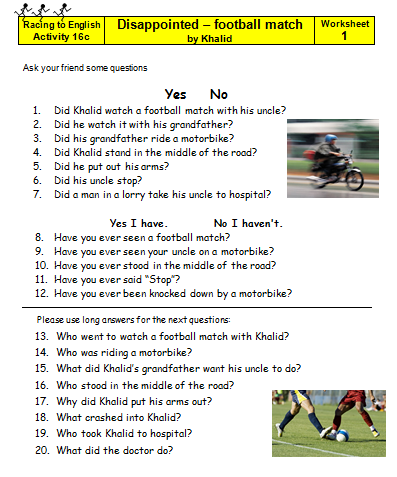 Racing to English
Activity 16c
Disappointed – football match
by Khalid
Worksheet
1
Ask your friend some questions
Yes No
1. Did Khalid watch a football match with his uncle?
2. Did he watch it with his grandfather?
3. Did his grandfather ride a motorbike?
4. Did Khalid stand in the middle of the road?
5. Did he put out his arms?
6. Did his uncle stop?
7. Did a man in a lorry take his uncle to hospital?
Yes I have. No I haven't.
8. Have you ever seen a football match?
9. Have you ever seen your uncle on a motorbike?
10. Have you ever stood in the middle of the road?
11. Have you ever said “Stop”?
12. Have you ever been knocked down by a motorbike?
Please use long answers for the next questions:
13. Who went to watch a football match with Khalid?
14. Who was riding a motorbike?
15. What did Khalid’s grandfather want his uncle to do?
16. Who stood in the middle of the road?
17. Why did Khalid put his arms out?
18. What crashed into Khalid?
19. Who took Khalid to hospital?
20. What did the doctor do?